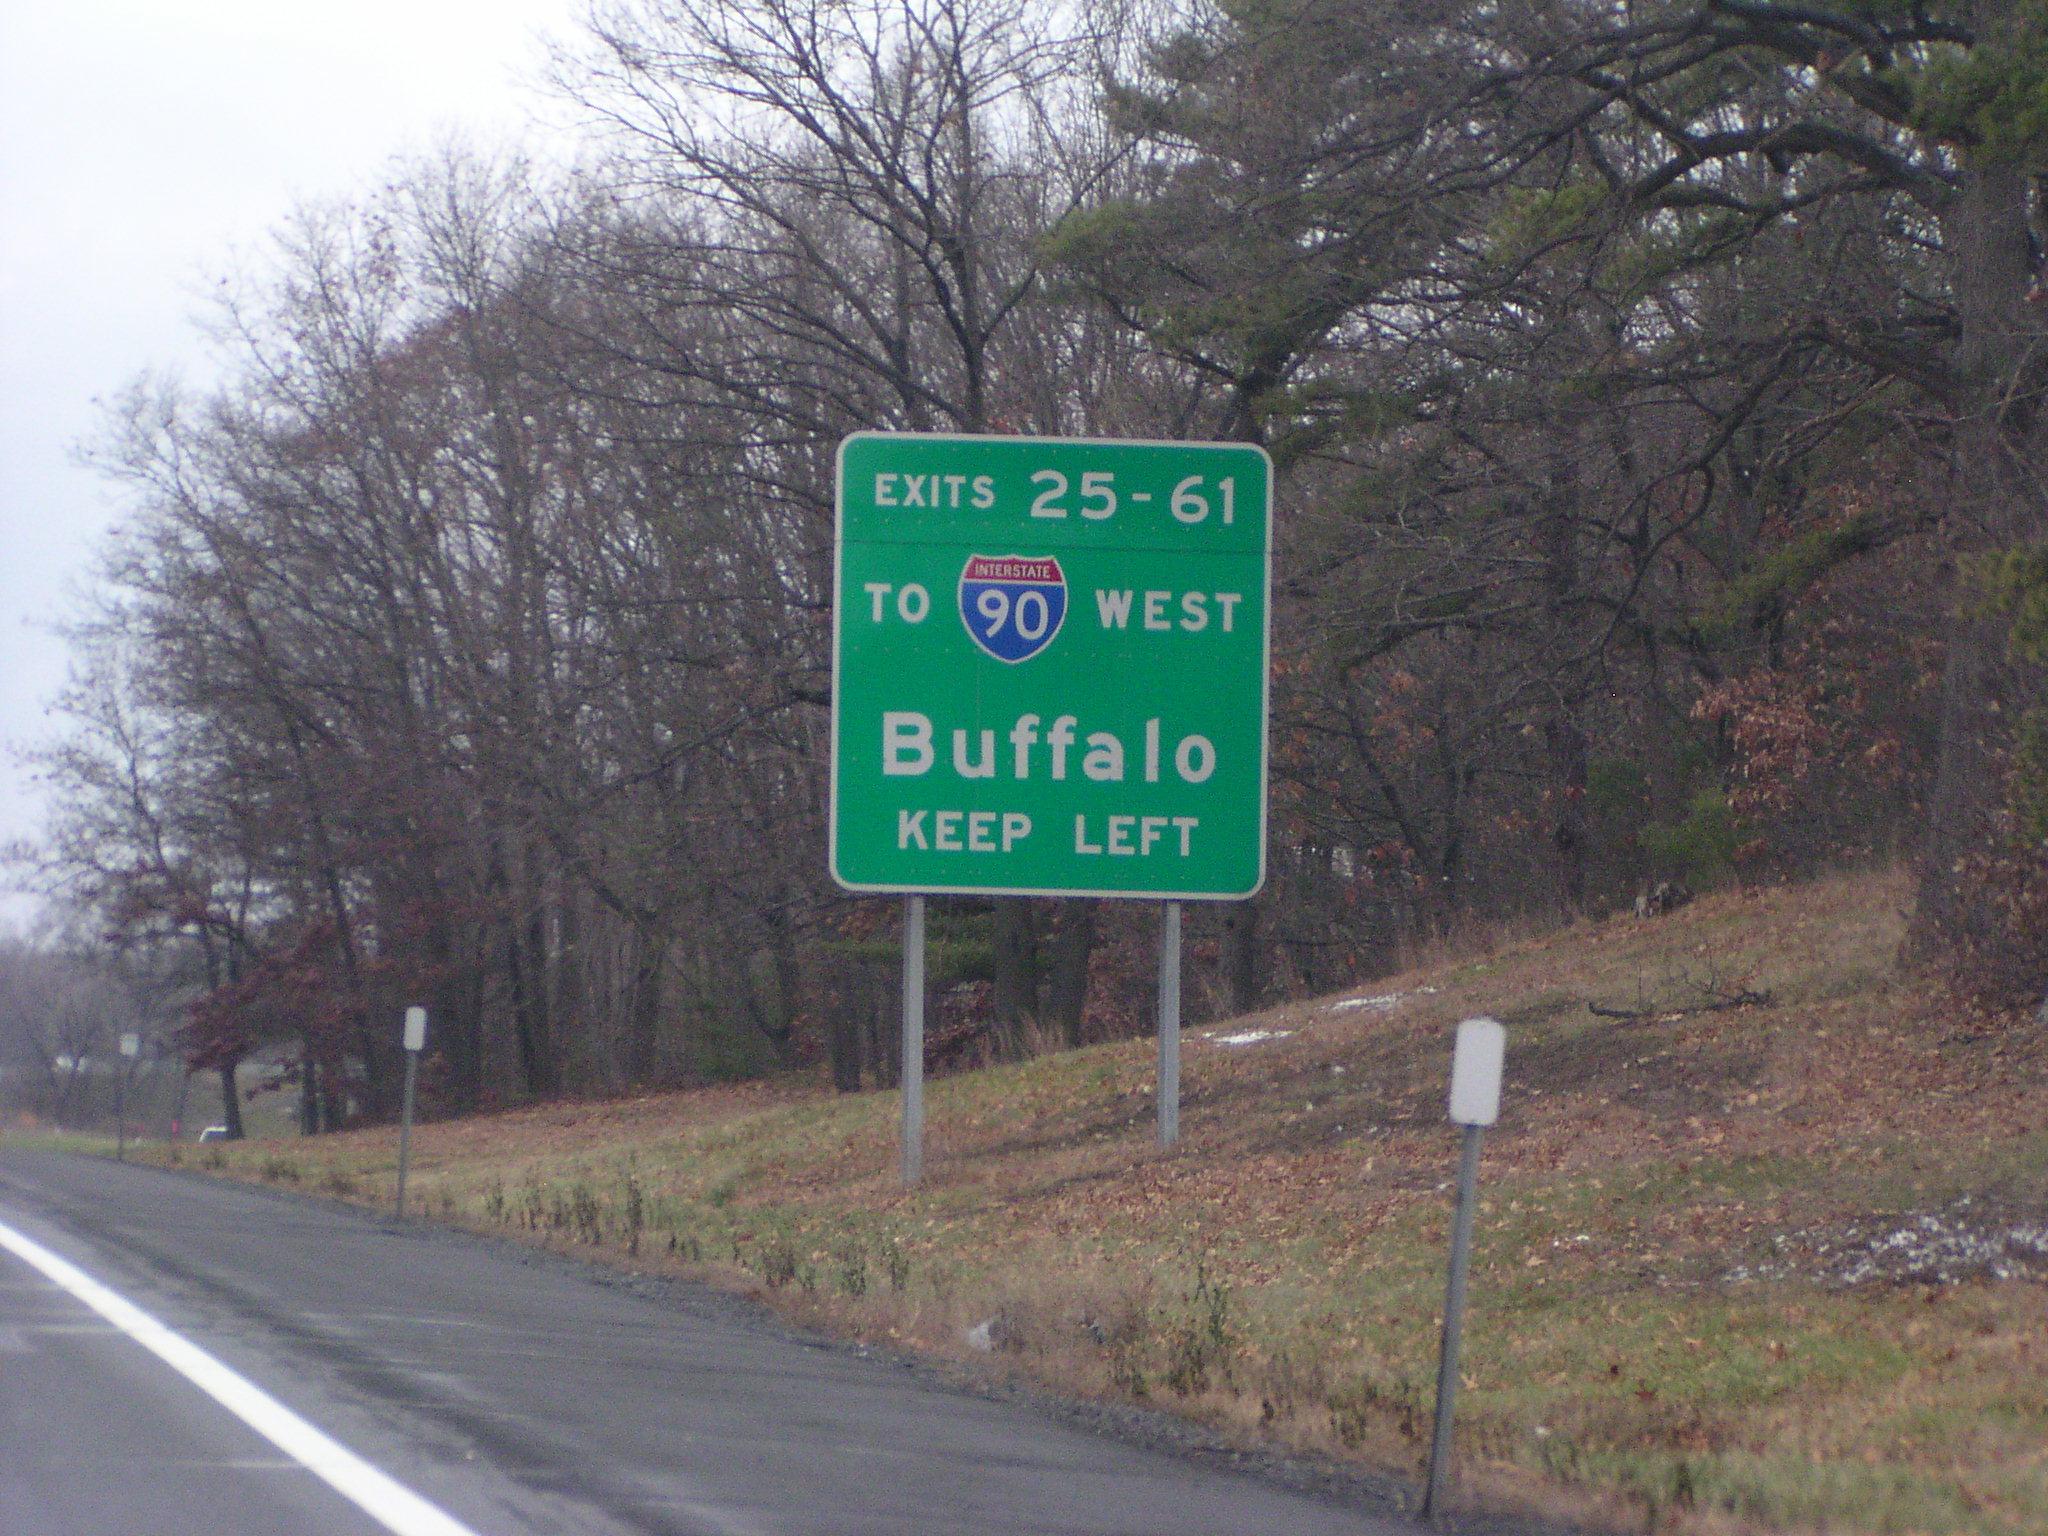 EXITS 25-61
TO INTERSTATE 90 WEST
Buffalo
KEEP LEFT